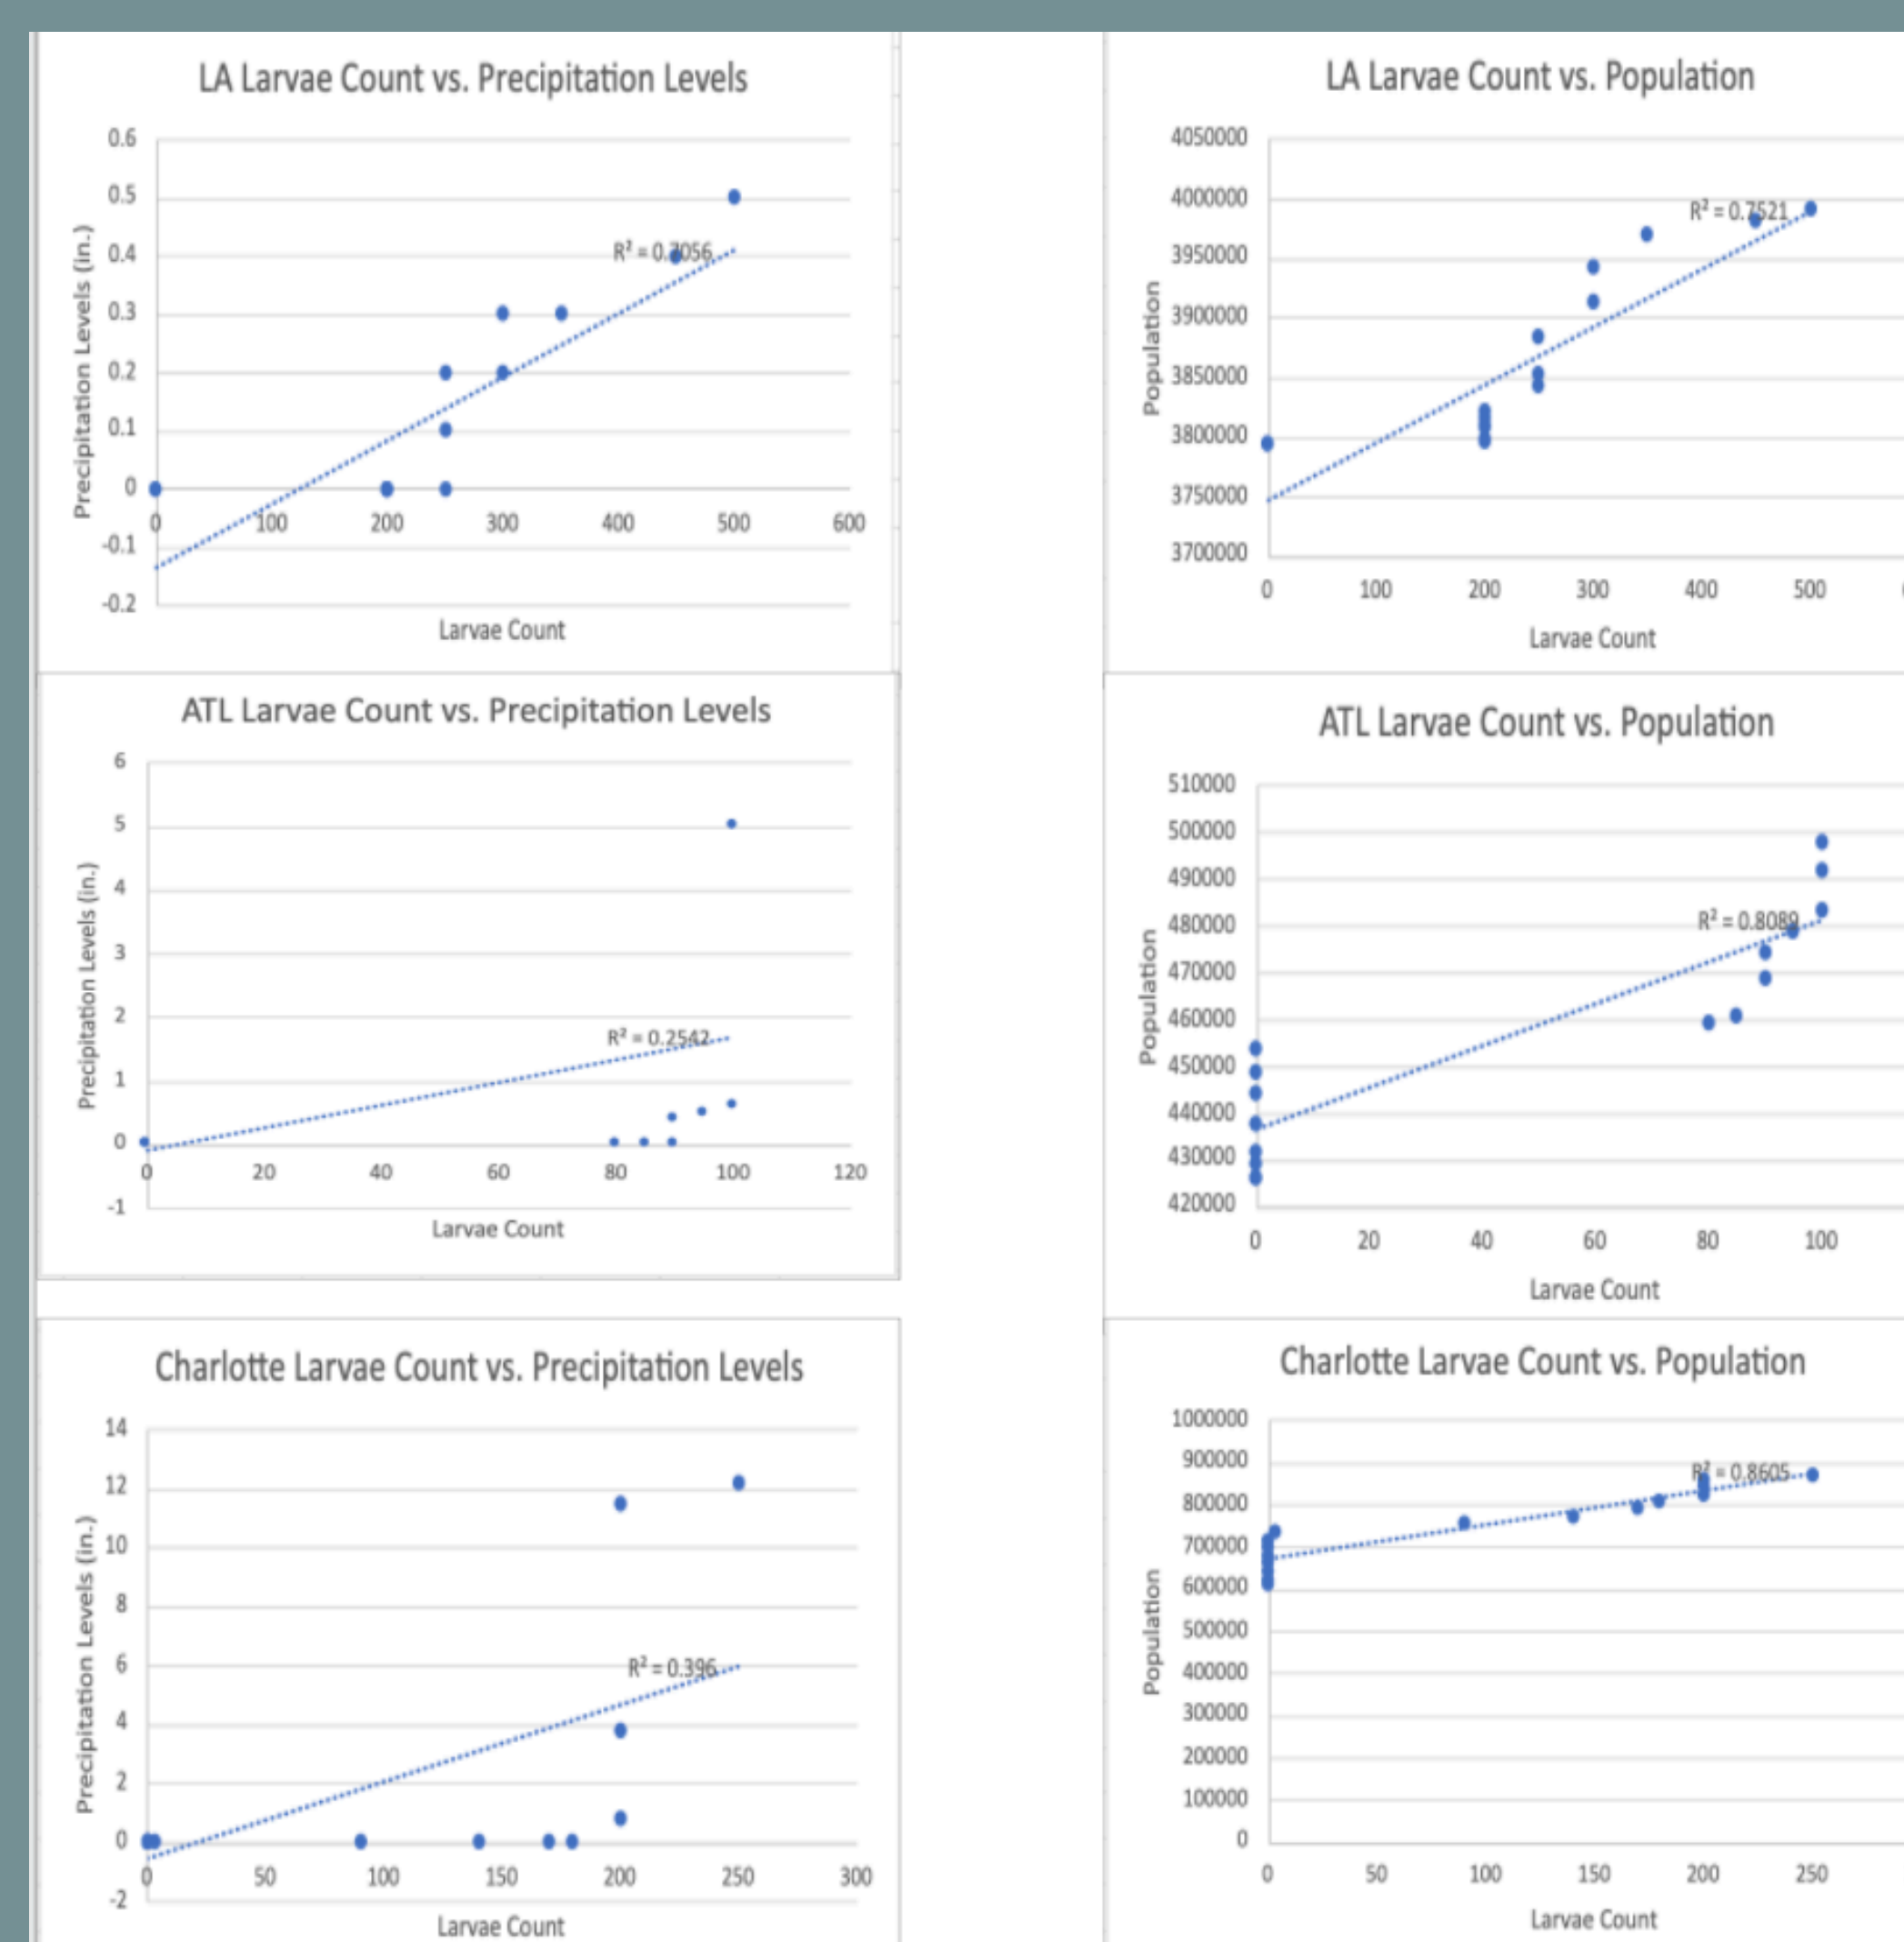 LA Larvae Count vs. Precipitation Levels
0.6
0.5
0.4
0.3
0.2
0.1
0
-0.1
-0.2
Precipitation Levels (in.)
R² = 0.7056
0 100 200 300 400 500 600
Larvae Count
LA Larvae Count vs. Population
4050000
4000000
3950000
3900000
3850000
3800000
3750000
3700000
Population
R² = 0.7521
0 100 200 300 400 500
Larvae Count
ATL Larvae Count vs. Precipitation Levels
6
5
4
3
2
1
0
-1
Precipitation Levels (in.)
R² = 0.2542
0 20 40 60 80 100 120
Larvae Count
ATL Larvae Count vs. Population
510000
500000
490000
480000
470000
460000
450000
440000
430000
420000
Population
R² = 0.8089
0 20 40 60 80 100
Larvae Count
Charlotte Larvae Count vs. Precipitation Levels
14
12
10
8
6
4
2
0
-2
Precipitation Levels (in.)
R² = 0.396
0 50 100 150 200 250 300
Larvae Count
Charlotte Larvae Count vs. Population
1000000
900000
800000
700000
600000
500000
400000
300000
200000
100000
0
Population
R² = 0.8605
0 50 100 150 200 250
Larvae Count